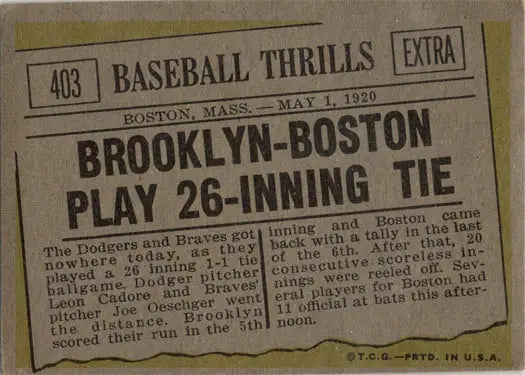 403
BASEBALL THRILLS
EXTRA
BOSTON, MASS. — MAY 1, 1920
BROOKLYN-BOSTON
PLAY 26-INNING TIE
The Dodgers and Braves got
nowhere today, as they
played a 26 inning 1-1 tie
ballgame. Dodger pitcher
Leon Cadore and Braves'
pitcher Joe Oeschger went
the distance. Brooklyn
scored their run in the 5th
inning and Boston came
back with a tally in the last
of the 6th. After that, 20
consecutive scoreless in-
nings were reeled off. Sev-
eral players for Boston had
11 official at bats this after-
noon.
©T.C.G.—PRTD. IN U.S.A.